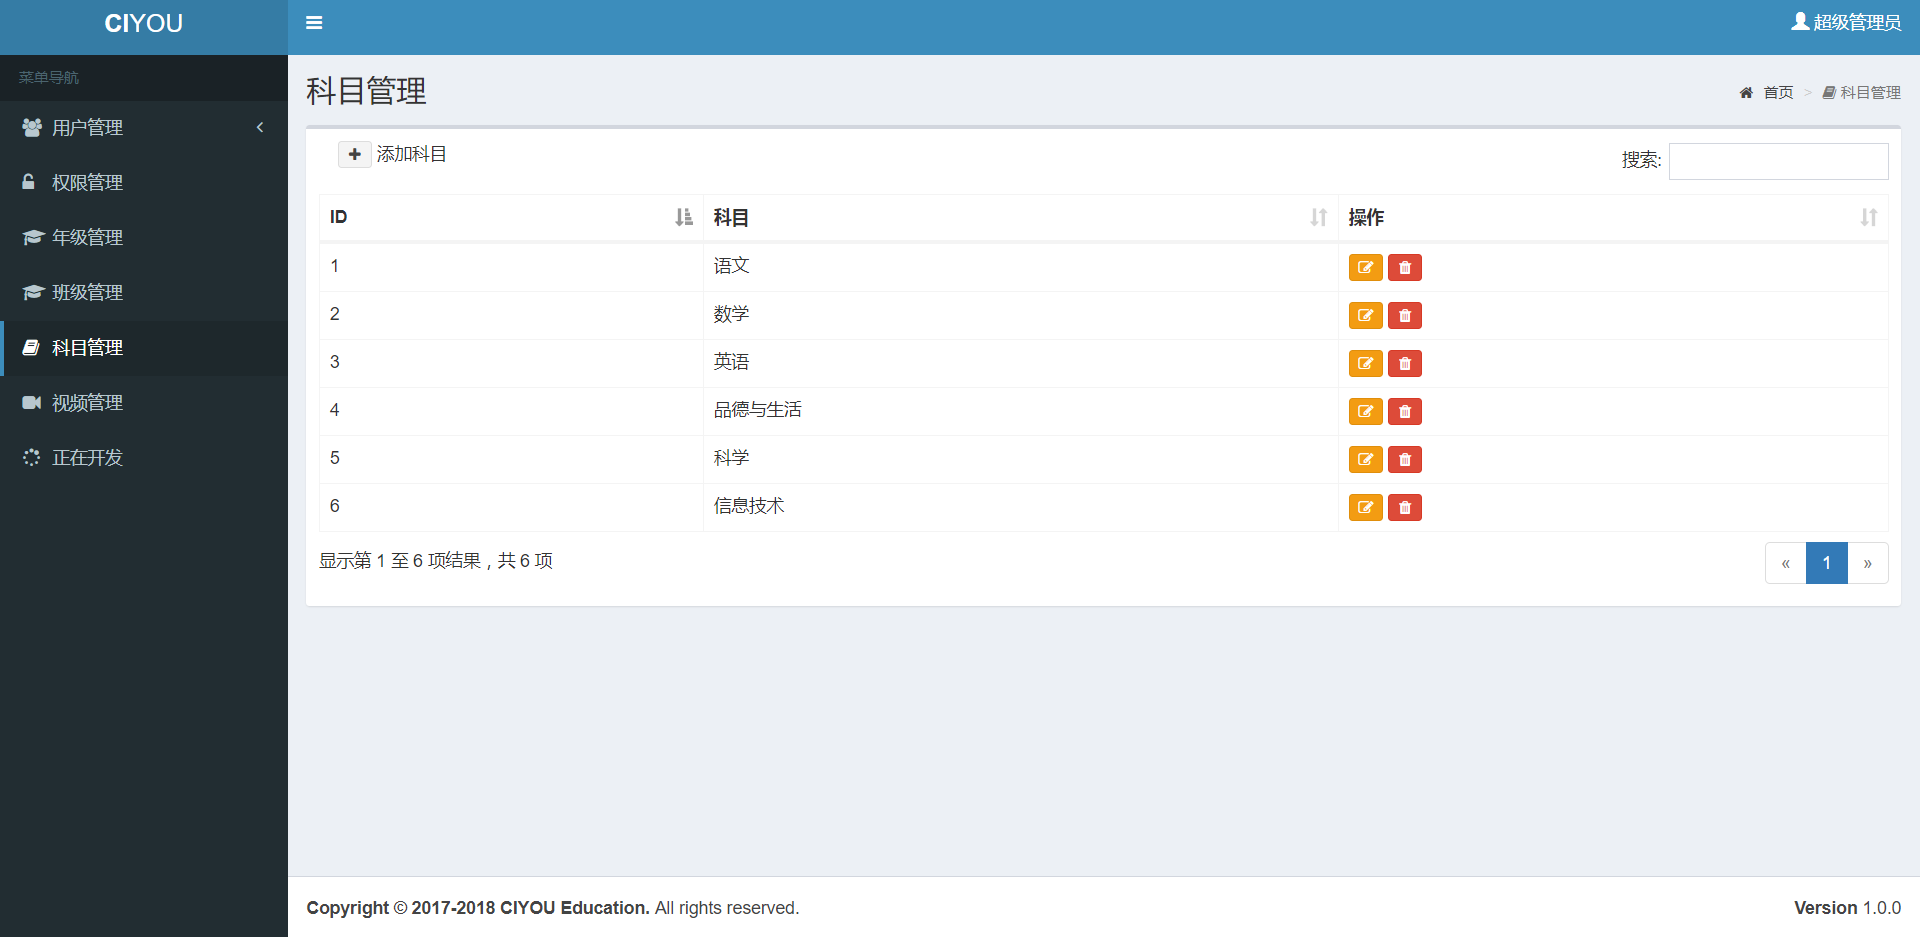 CIYOU
超级管理员
菜单导航
用户管理
权限管理
年级管理
班级管理
科目管理
视频管理
正在开发
科目管理
首页 > 科目管理
添加科目
搜索:
ID 科目 操作
1 语文
2 数学
3 英语
4 品德与生活
5 科学
6 信息技术
显示第 1 至 6 项结果，共 6 项
« 1 »
Copyright © 2017-2018 CIYOU Education. All rights reserved.
Version 1.0.0